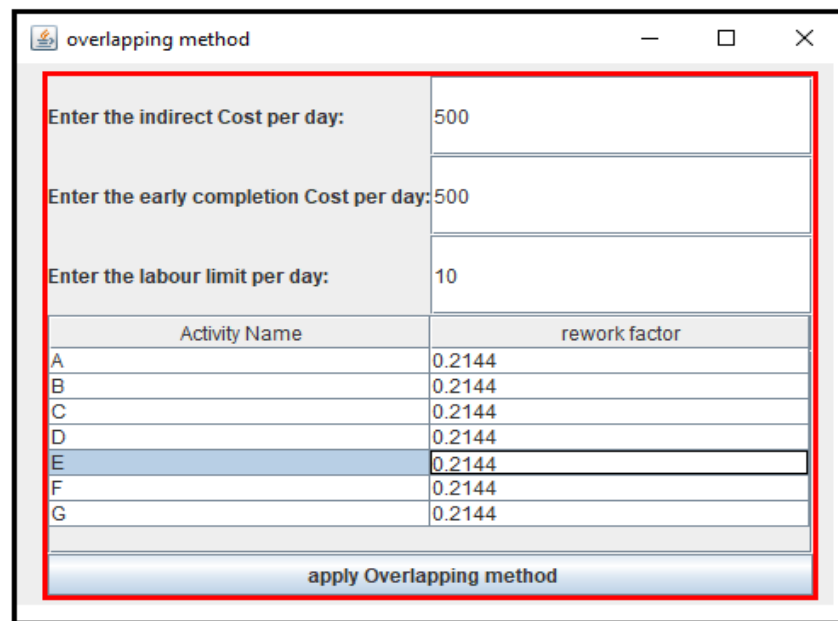 overlapping method
Enter the indirect Cost per day: 500
Enter the early completion Cost per day: 500
Enter the labour limit per day: 10
Activity Name rework factor
A 0.2144
B 0.2144
C 0.2144
D 0.2144
E 0.2144
F 0.2144
G 0.2144
apply Overlapping method